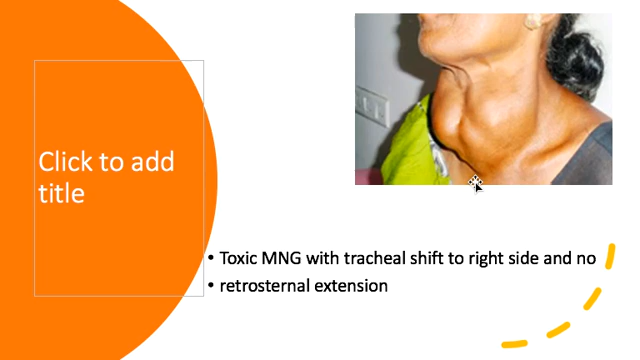 Click to add
title
• Toxic MNG with tracheal shift to right side and no
• retrosternal extension